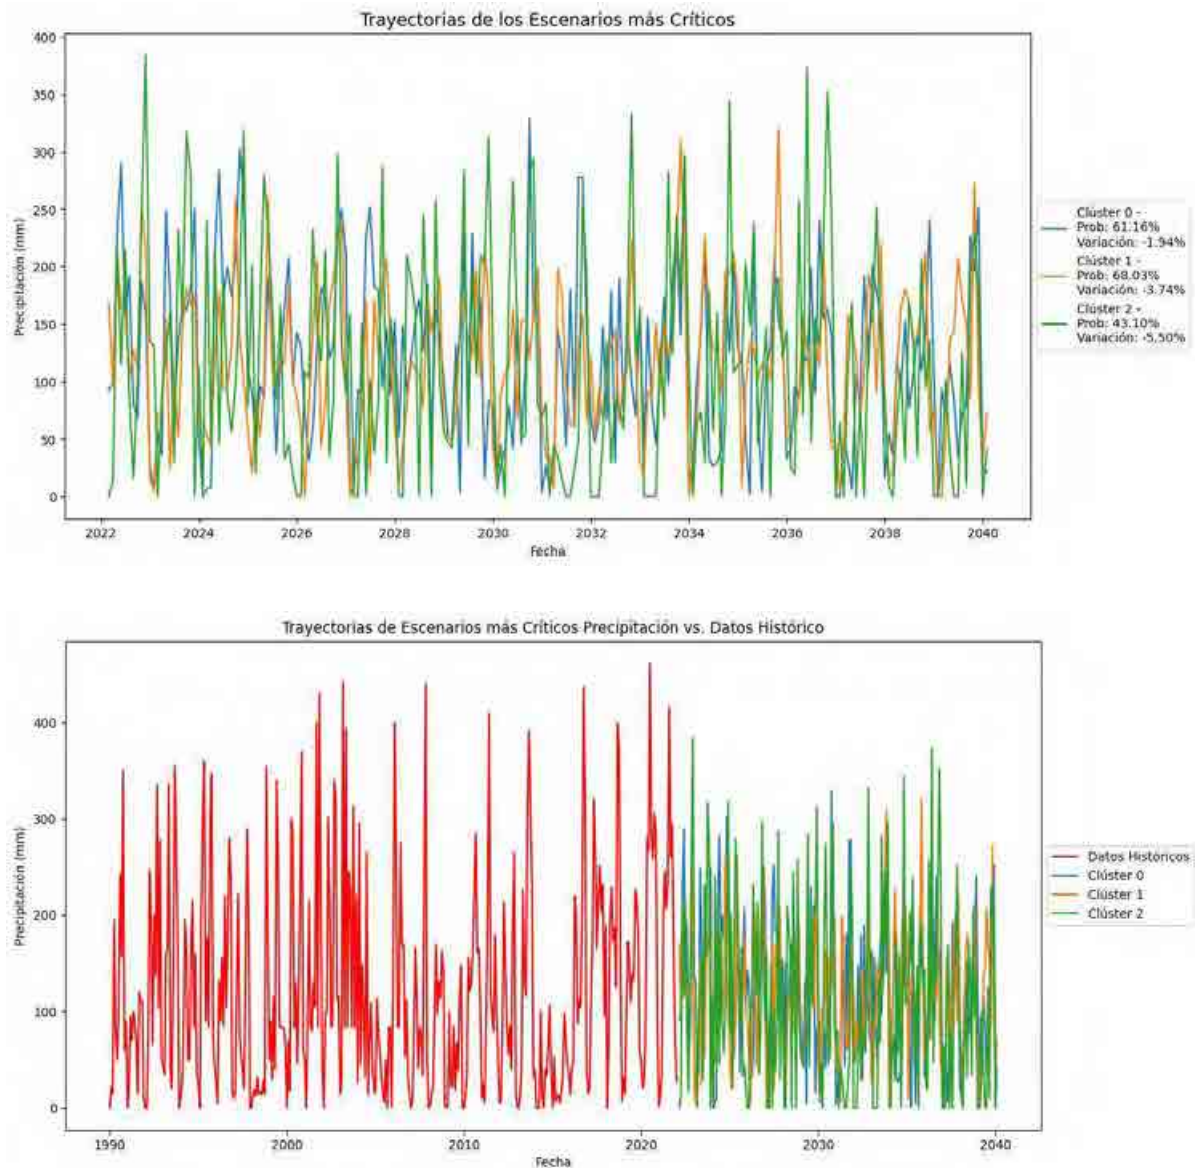 Trayectorias de los Escenarios más Críticos
400
350
300
250
200
150
100
50
0
Precipitación (mm)
2022 2024 2026 2028 2030 2032 2034 2036 2038 2040
Fecha
Clúster 0 -
Prob: 61.16%
Variación: -1.94%
Clúster 1 -
Prob: 68.03%
Variación: -3.74%
Clúster 2 -
Prob: 43.10%
Variación: -5.50%
Trayectorias de Escenarios más Críticos Precipitación vs. Datos Histórico
400
300
200
100
0
Precipitación (mm)
1990 2000 2010 2020 2030 2040
Fecha
Datos Históricos
Clúster 0
Clúster 1
Clúster 2